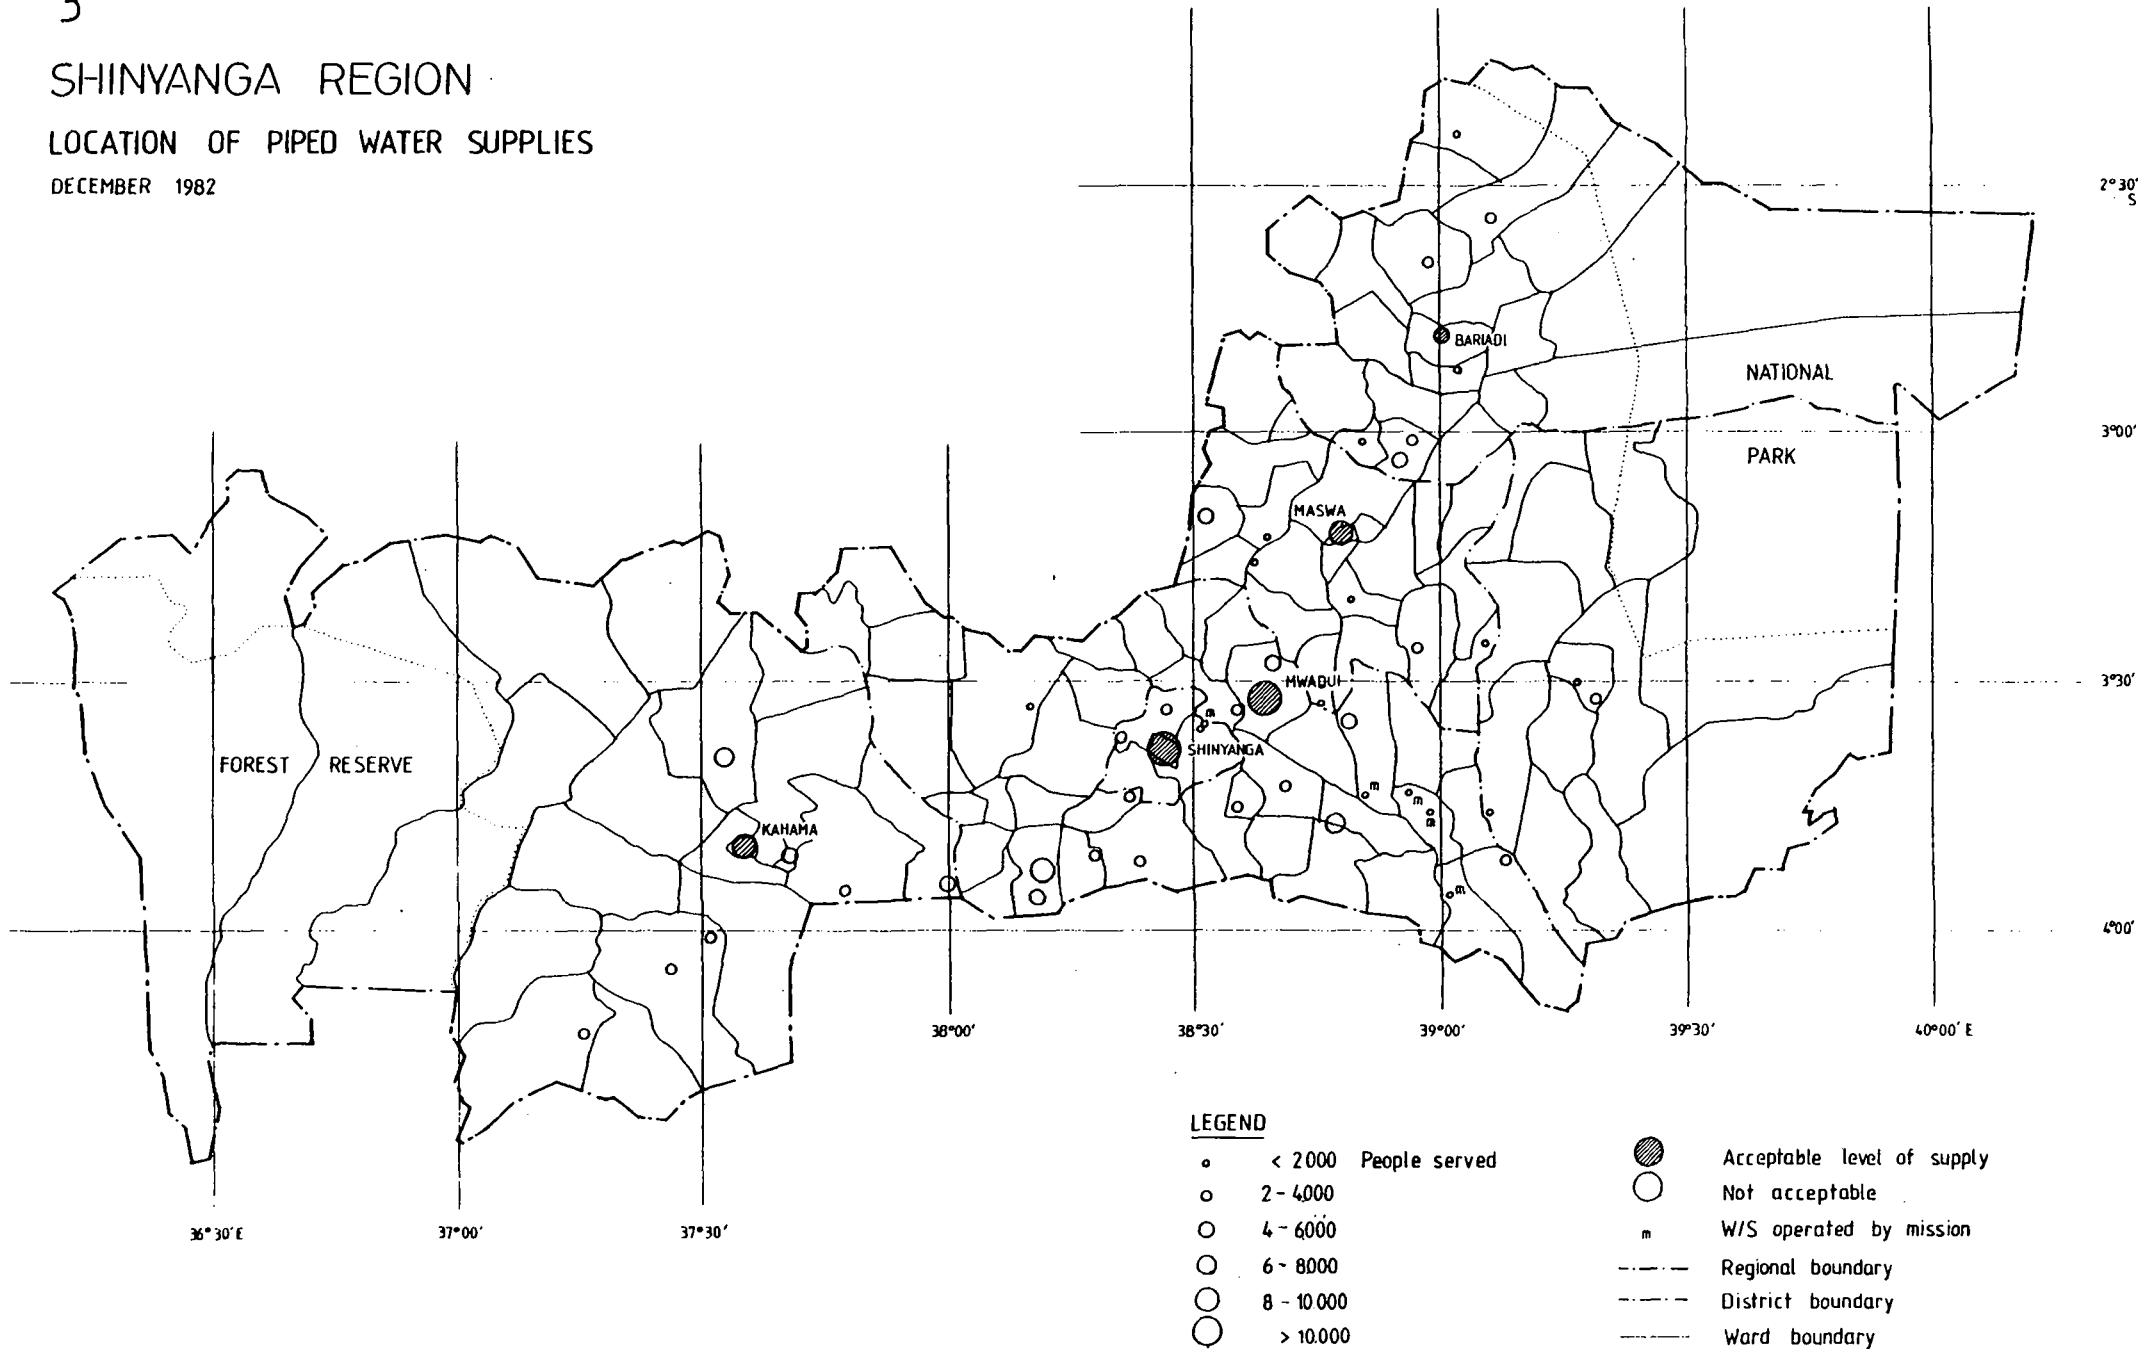 SHINYANGA REGION
LOCATION OF PIPED WATER SUPPLIES
DECEMBER 1982
2°30'
S
BARIADI
NATIONAL
3°00'
PARK
MASWA
3°30'
MWADUI
m
SHINYANGA
FOREST RESERVE
m
m
m
KAHAMA
m
4°00'
38°00' 38°30' 39°00' 39°30' 40°00' E
36°30' E 37°00' 37°30'
LEGEND
< 2000 People served
2 - 4000
4 - 6000
6 - 8000
8 - 10.000
> 10.000
Acceptable level of supply
Not acceptable
m W/S operated by mission
Regional boundary
District boundary
Ward boundary